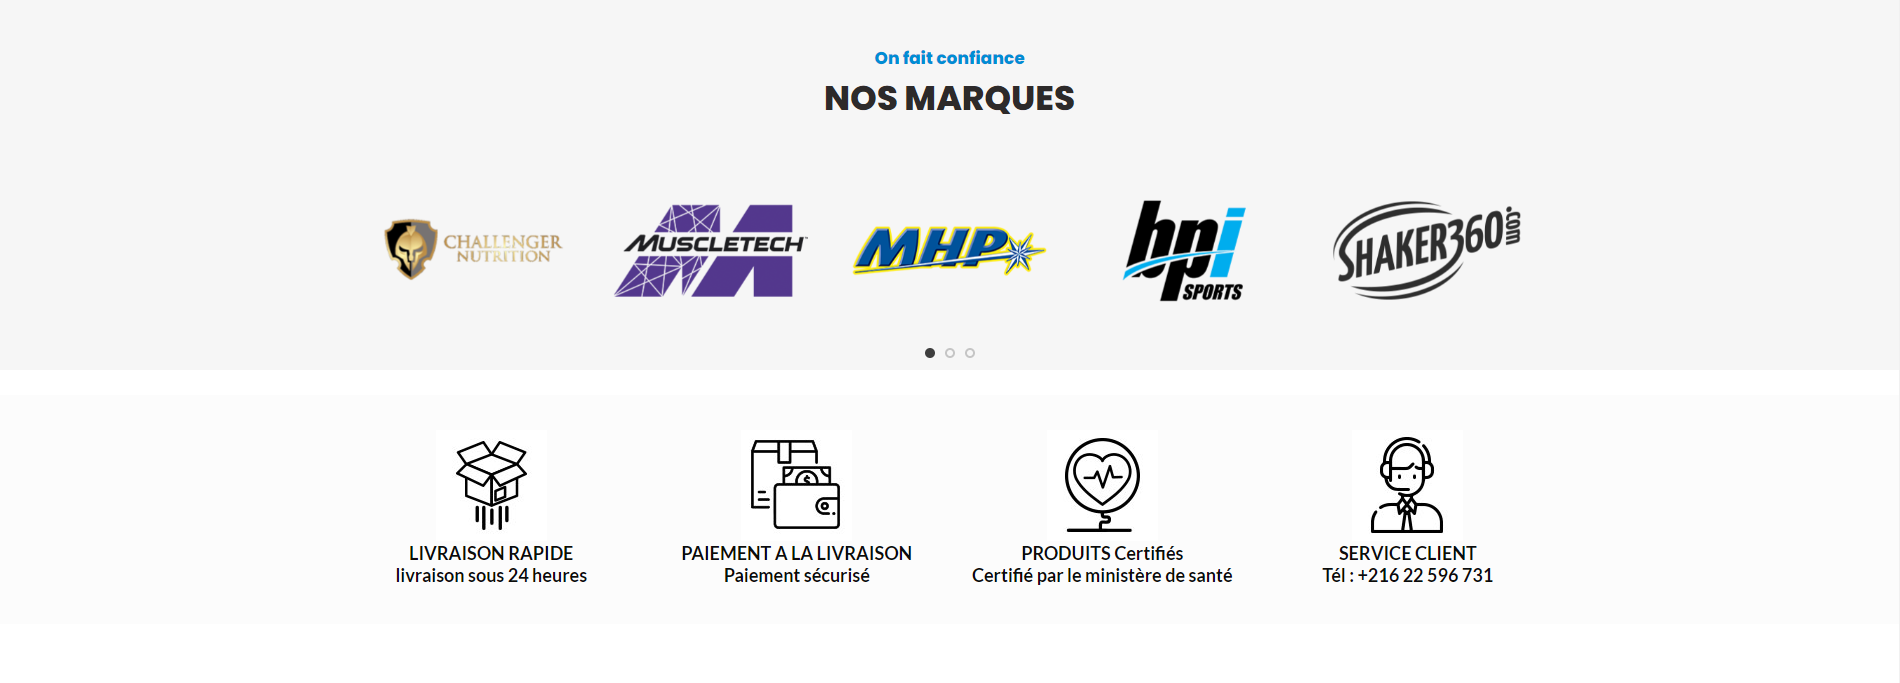 On fait confiance
NOS MARQUES
CHALLENGER
NUTRITION
MUSCLETECH™
MHP
bpi
SPORTS
SHAKER360.com
LIVRAISON RAPIDE
livraison sous 24 heures
PAIEMENT A LA LIVRAISON
Paiement sécurisé
PRODUITS Certifiés
Certifié par le ministère de santé
SERVICE CLIENT
Tél : +216 22 596 731